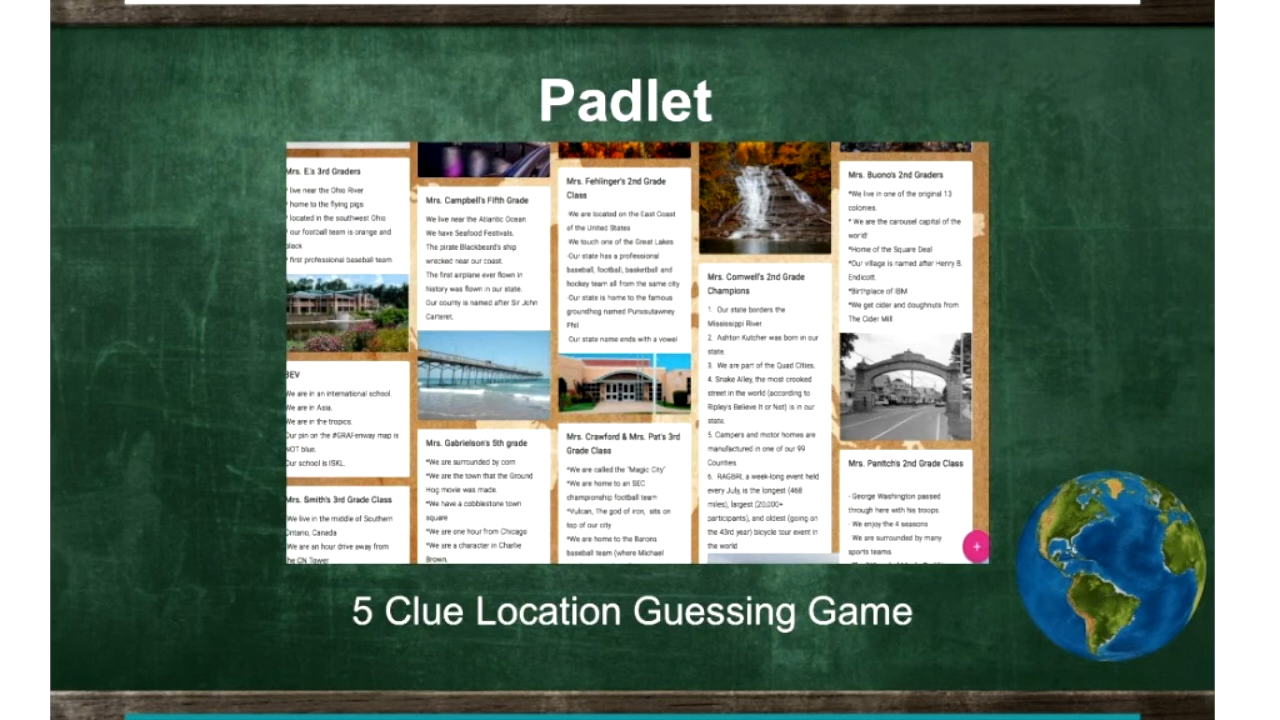 Padlet
Mrs. E's 3rd Graders
live near the Ohio River
home to the flying pigs
located in the southwest Ohio
our football team is orange and
black
first professional baseball team
BEV
We are in an international school.
We are in Asia.
We are in the tropics.
Our pin on the #GRAFenway map is
NOT blue.
Our school is ISKL.
Mrs. Smith's 3rd Grade Class
We live in the middle of Southern
Ontario, Canada
We are an hour drive away from
the CN Tower
Mrs. Campbell's Fifth Grade
We live near the Atlantic Ocean
We have Seafood Festivals.
The pirate Blackbeard's ship
wrecked near our coast.
The first airplane ever flown in
history was flown in our state.
Our county is named after Sir John
Carteret.
Mrs. Gabrielson's 5th grade
*We are surrounded by corn
*We are the town that the Ground
Hog movie was made.
*We have a cobblestone town
square
*We are one hour from Chicago
*We are a character in Charlie
Brown.
Mrs. Fehlinger's 2nd Grade
Class
·We are located on the East Coast
of the United States
·We touch one of the Great Lakes
·Our state has a professional
baseball, football, basketball and
hockey team all from the same city
·Our state is home to the famous
groundhog named Punxsutawney
Phil
·Our state name ends with a vowel
Mrs. Crawford & Mrs. Pat's 3rd
Grade Class
*We are called the "Magic City"
*We are home to an SEC
championship football team
*Vulcan, The god of iron, sits on
top of our city
*We are home to the Barons
baseball team (where Michael
Mrs. Cornwell's 2nd Grade
Champions
1. Our state borders the
Mississippi River
2. Ashton Kutcher was born in our
state.
3. We are part of the Quad Cities.
4. Snake Alley, the most crooked
street in the world (according to
Ripley's Believe It or Not) is in our
state.
5. Campers and motor homes are
manufactured in one of our 99
Counties
6. RAGBRI, a week-long event held
every July, is the longest (468
miles), largest (20,000+
participants), and oldest (going on
the 43rd year) bicycle tour event in
the world
Mrs. Buono's 2nd Graders
*We live in one of the original 13
colonies.
* We are the carousel capital of the
world!
*Home of the Square Deal
*Our village is named after Henry B.
Endicott.
*Birthplace of IBM
*We get cider and doughnuts from
The Cider Mill
Mrs. Panitch's 2nd Grade Class
- George Washington passed
through here with his troops.
- We enjoy the 4 seasons
We are surrounded by many
sports teams
+
5 Clue Location Guessing Game